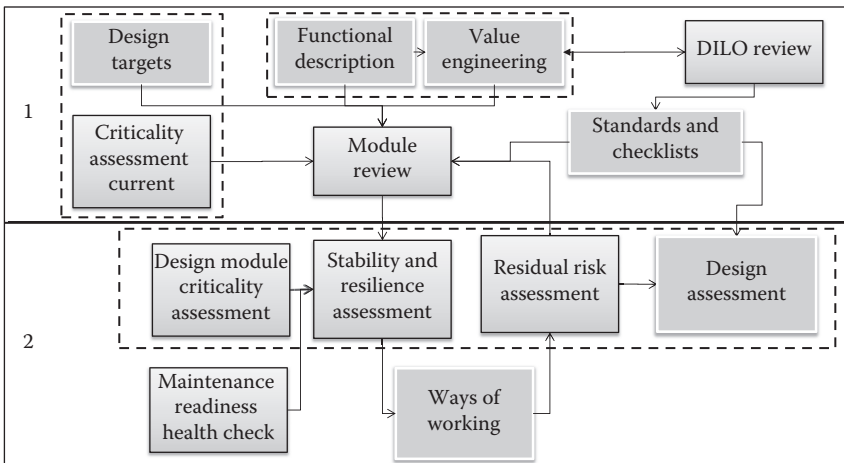 Design
targets
Functional
description
Value
engineering
DILO review
1
Criticality
assessment
current
Module
review
Standards and
checklists
2
Design module
criticality
assessment
Stability and
resilience
assessment
Residual risk
assessment
Design
assessment
Maintenance
readiness
health check
Ways of
working